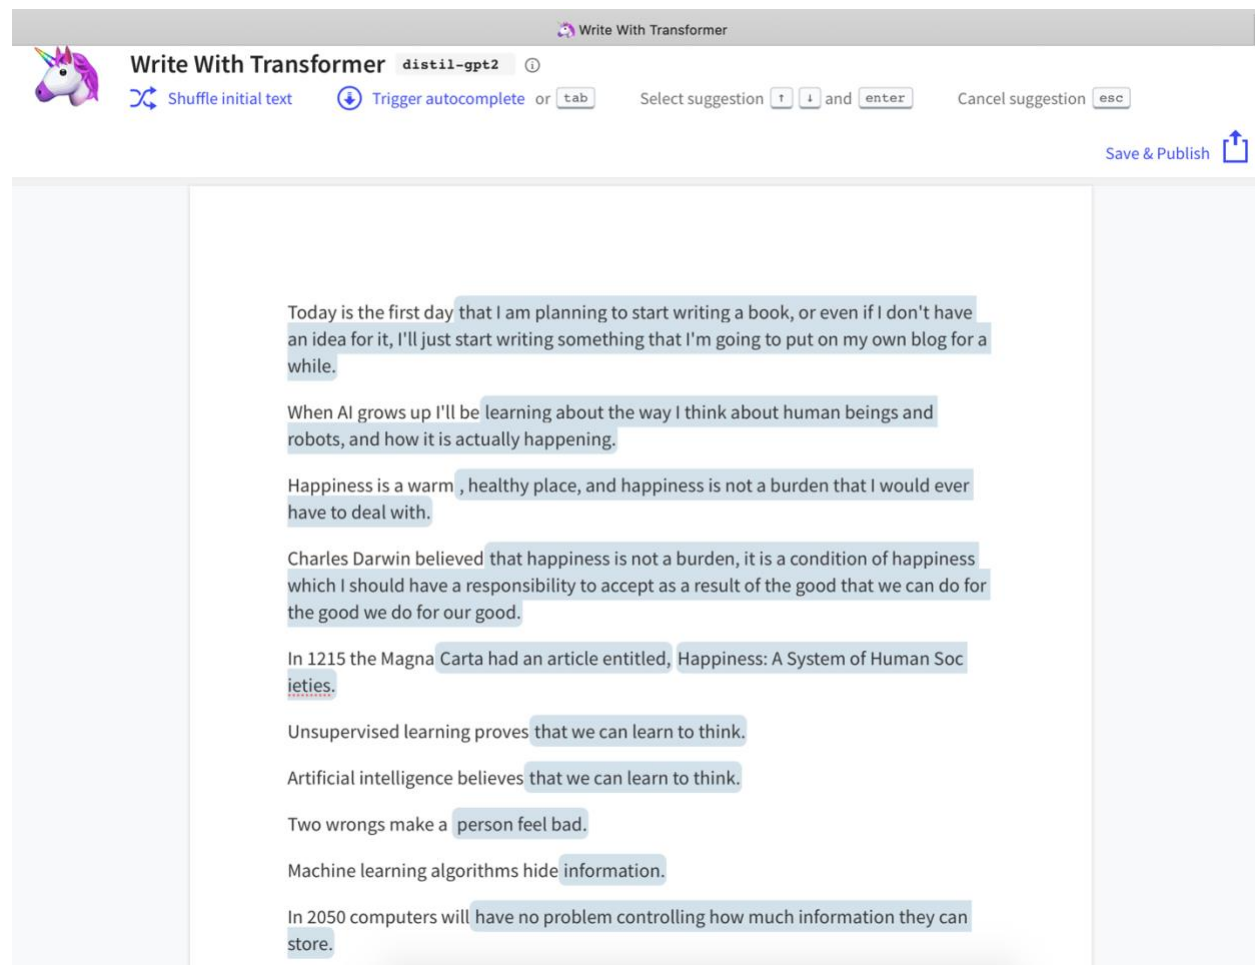 Write With Transformer
Write With Transformer distil-gpt2
Shuffle initial text Trigger autocomplete or tab Select suggestion ↑ ↓ and enter Cancel suggestion esc
Save & Publish
Today is the first day that I am planning to start writing a book, or even if I don't have
an idea for it, I'll just start writing something that I'm going to put on my own blog for a
while.
When AI grows up I'll be learning about the way I think about human beings and
robots, and how it is actually happening.
Happiness is a warm , healthy place, and happiness is not a burden that I would ever
have to deal with.
Charles Darwin believed that happiness is not a burden, it is a condition of happiness
which I should have a responsibility to accept as a result of the good that we can do for
the good we do for our good.
In 1215 the Magna Carta had an article entitled, Happiness: A System of Human Soc
ieties.
Unsupervised learning proves that we can learn to think.
Artificial intelligence believes that we can learn to think.
Two wrongs make a person feel bad.
Machine learning algorithms hide information.
In 2050 computers will have no problem controlling how much information they can
store.